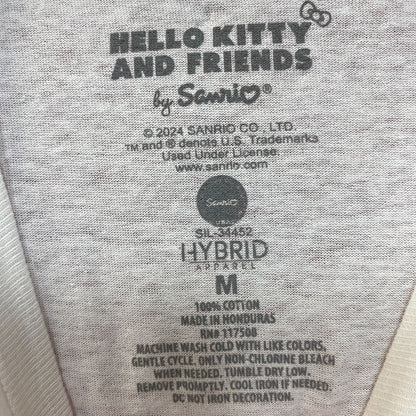 HELLO KITTY
AND FRIENDS
by Sanrio®
© 2024 SANRIO CO., LTD.
TM and ® denote U.S. Trademarks
Used Under License.
www.sanrio.com
Sanrio
SIL-34452
HYBRID
APPAREL
M
100% COTTON
MADE IN HONDURAS
RN# 117508
MACHINE WASH COLD WITH LIKE COLORS,
GENTLE CYCLE. ONLY NON-CHLORINE BLEACH
WHEN NEEDED. TUMBLE DRY LOW.
REMOVE PROMPTLY. COOL IRON IF NEEDED.
DO NOT IRON DECORATION.